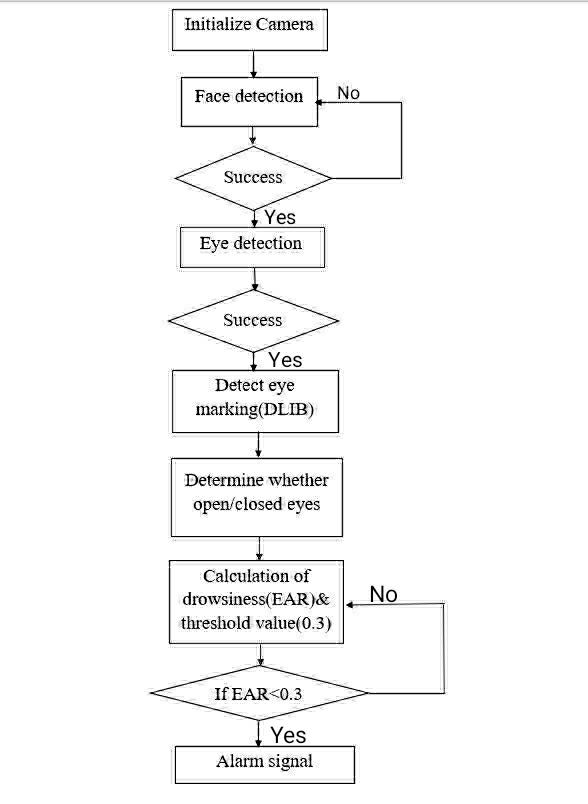 Initialize Camera
Face detection
No
Success
Yes
Eye detection
Success
Yes
Detect eye
marking(DLIB)
Determine whether
open/closed eyes
Calculation of
drowsiness(EAR)&
threshold value(0.3)
No
If EAR<0.3
Yes
Alarm signal